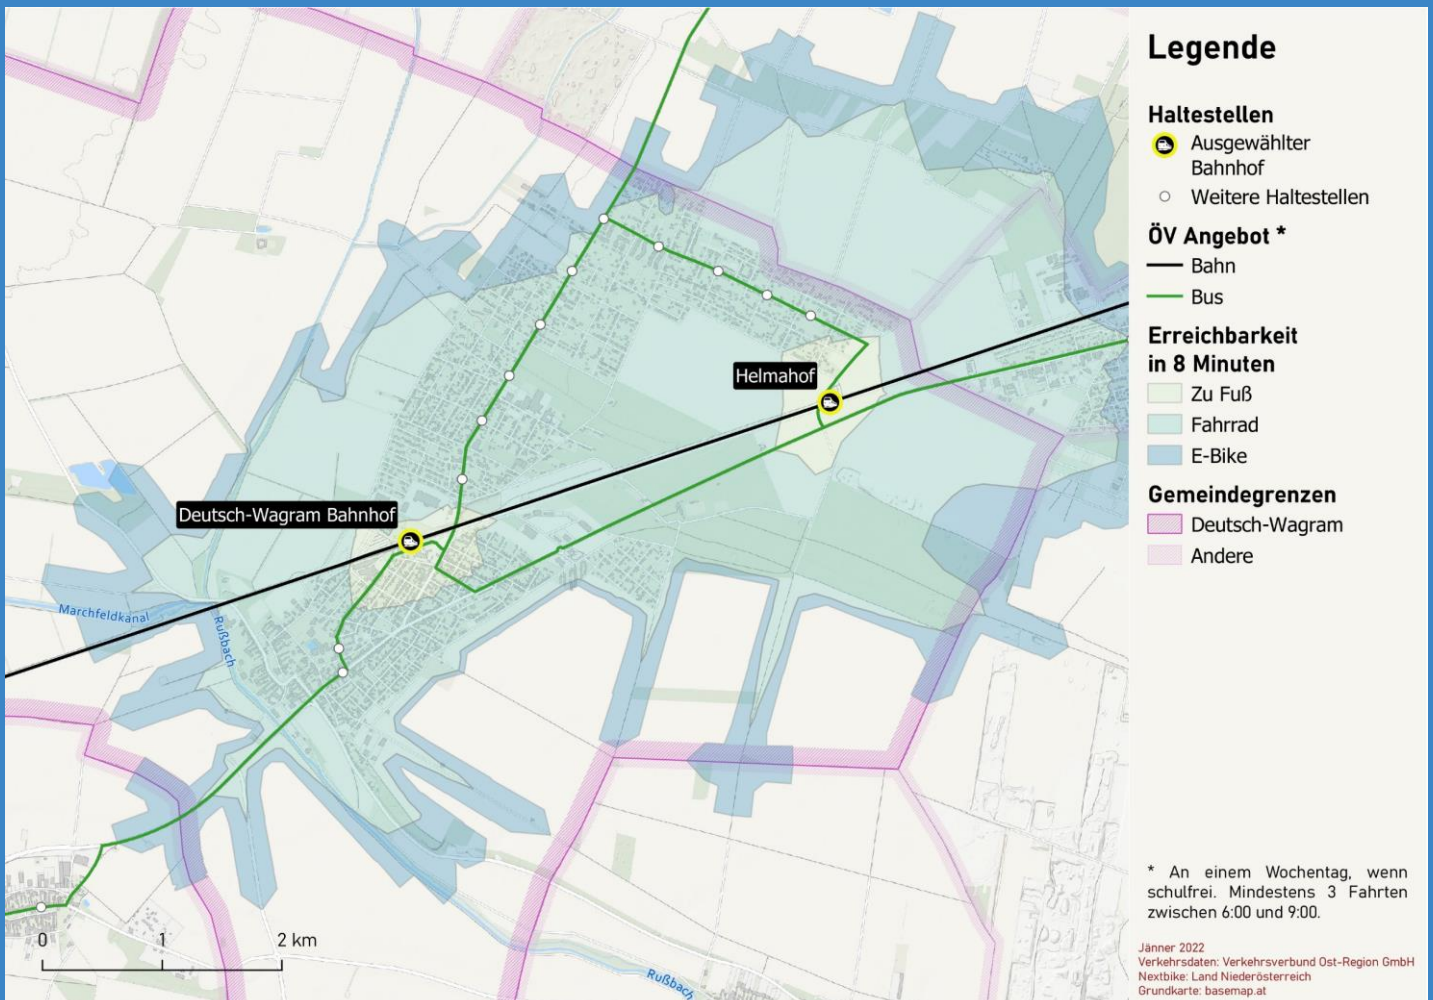 Legende
Haltestellen
Ausgewählter
Bahnhof
Weitere Haltestellen
ÖV Angebot *
Bahn
Bus
Erreichbarkeit
in 8 Minuten
Zu Fuß
Fahrrad
E-Bike
Gemeindegrenzen
Deutsch-Wagram
Andere
Helmahof
Deutsch-Wagram Bahnhof
Marchfeldkanal
Rußbach
Rußbach
0 1 2 km
* An einem Wochentag, wenn
schulfrei. Mindestens 3 Fahrten
zwischen 6:00 und 9:00.
Jänner 2022
Verkehrsdaten: Verkehrsverbund Ost-Region GmbH
Nextbike: Land Niederösterreich
Grundkarte: basemap.at